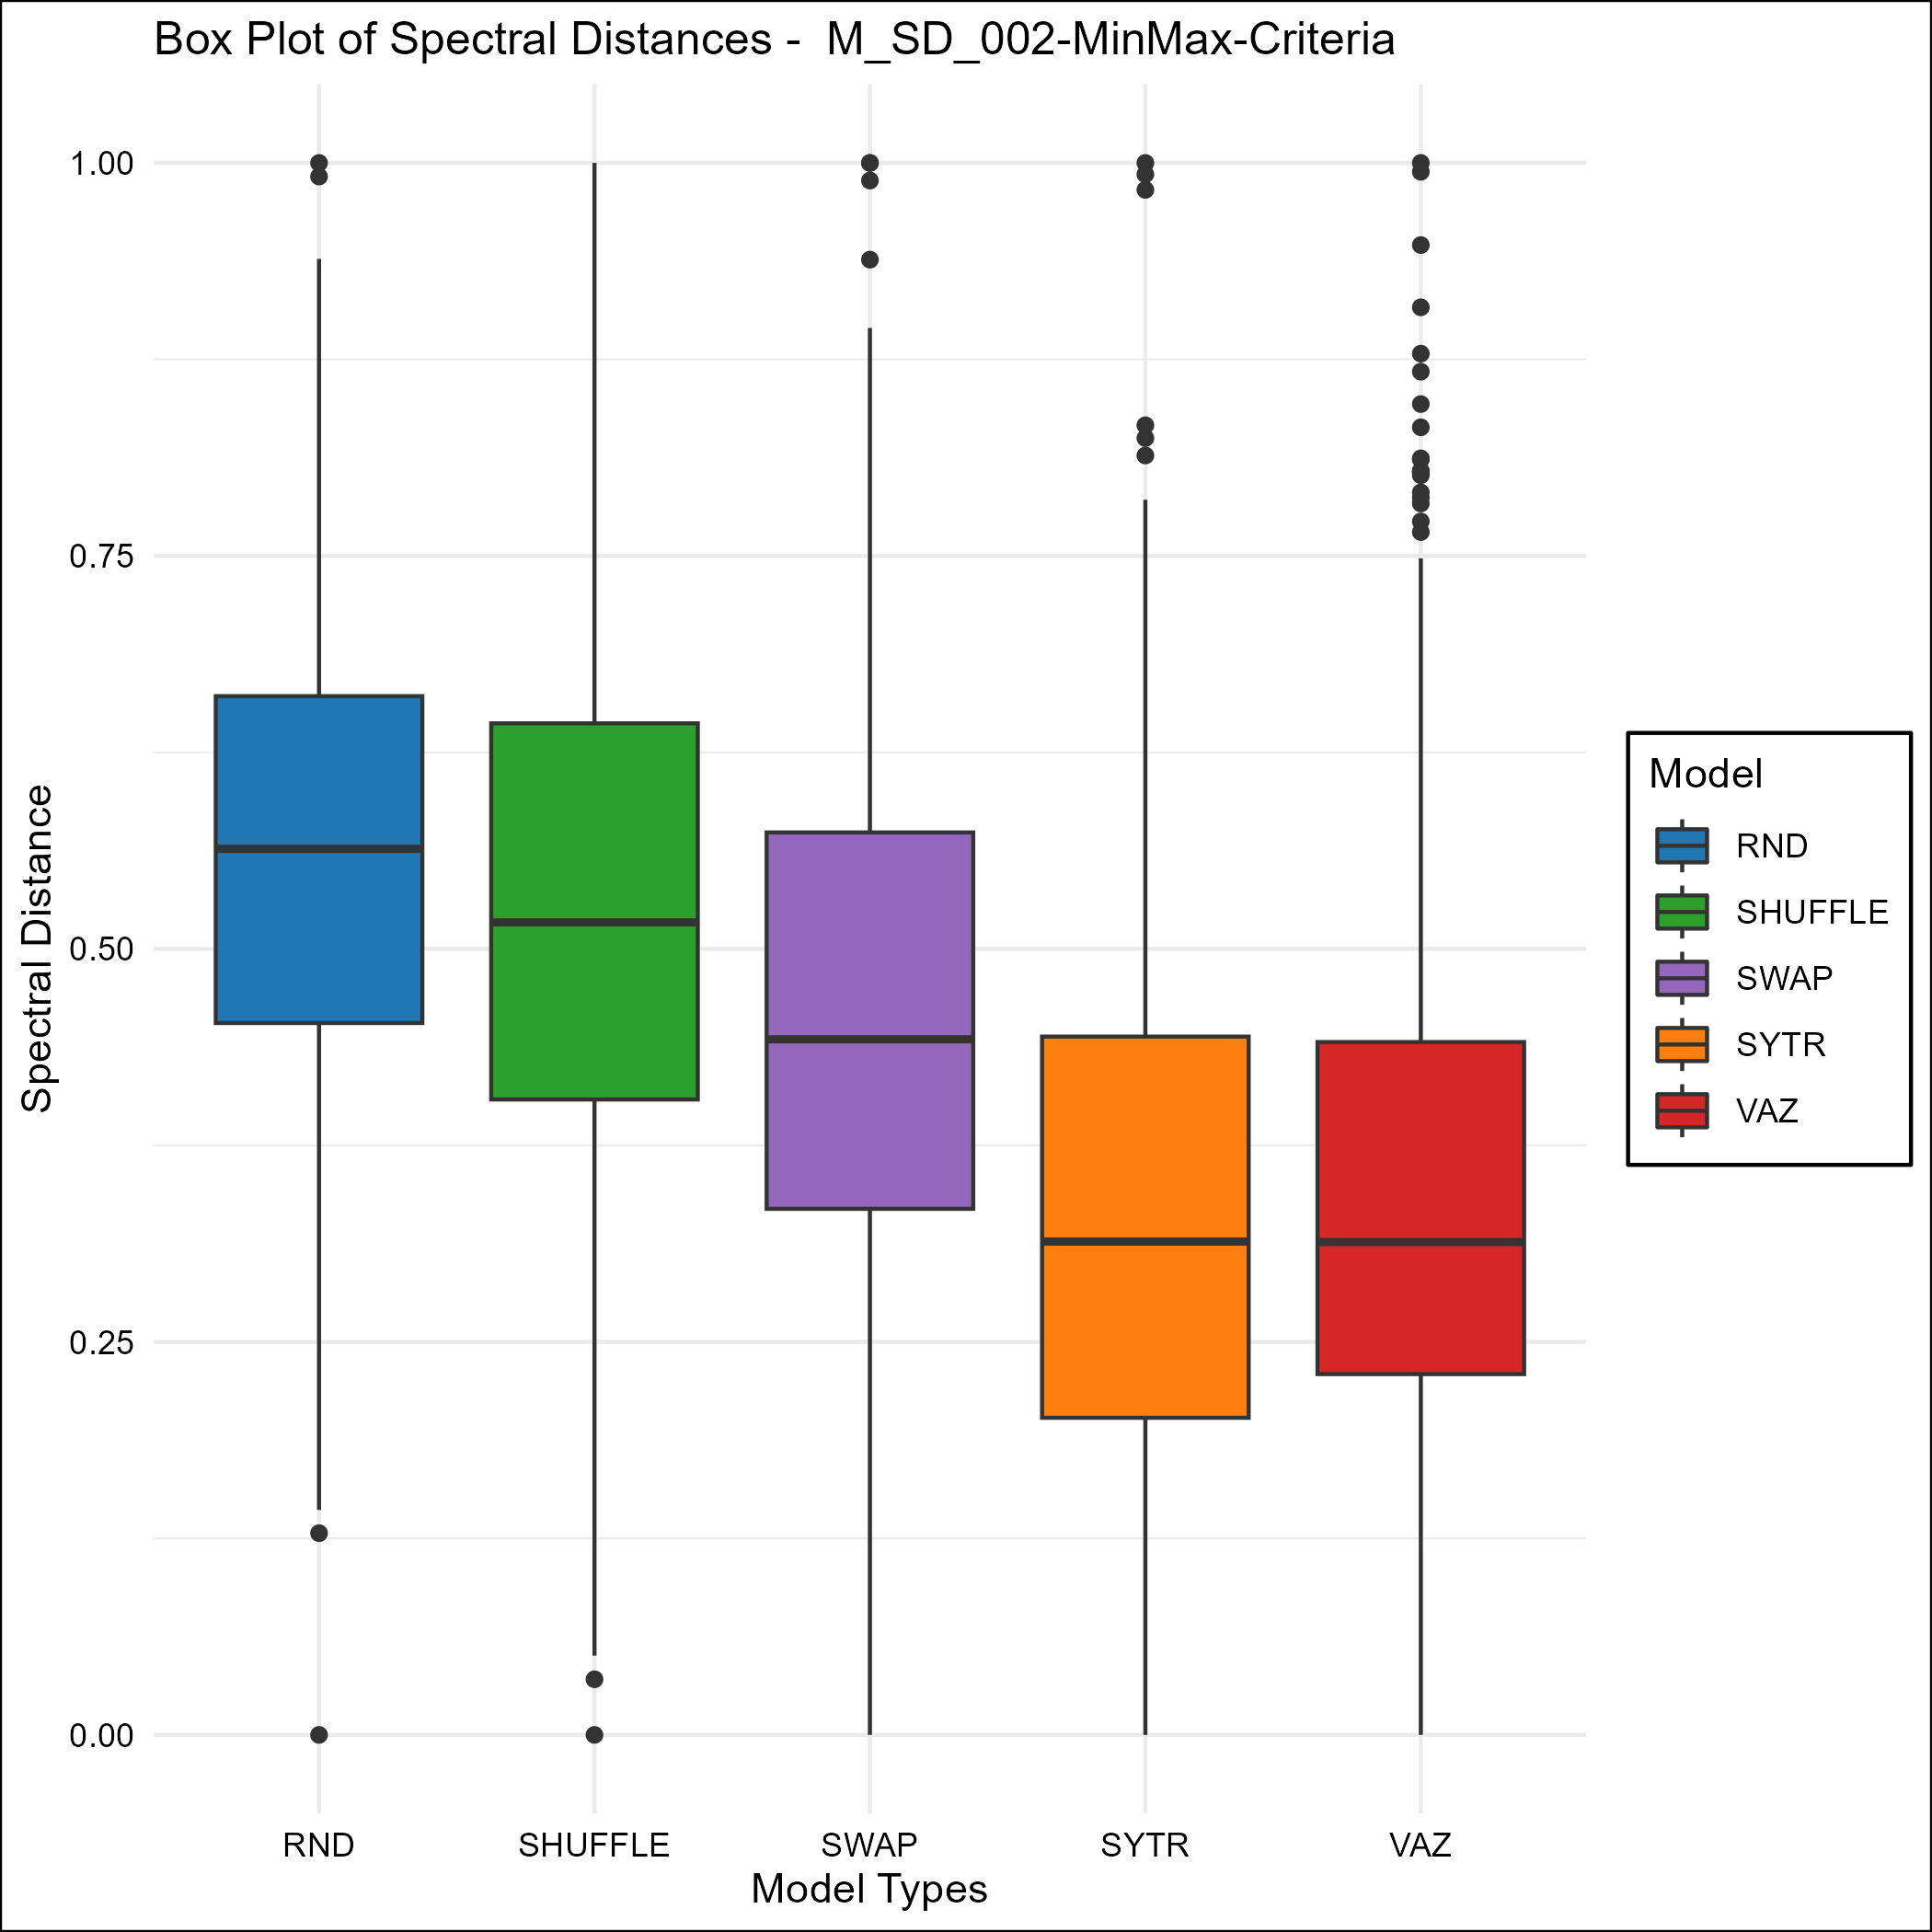 Box Plot of Spectral Distances -  M_SD_002-MinMax-Criteria
1.00
0.75
0.50
0.25
0.00
Spectral Distance
RND
SHUFFLE
SWAP
SYTR
VAZ
Model Types
Model
RND
SHUFFLE
SWAP
SYTR
VAZ